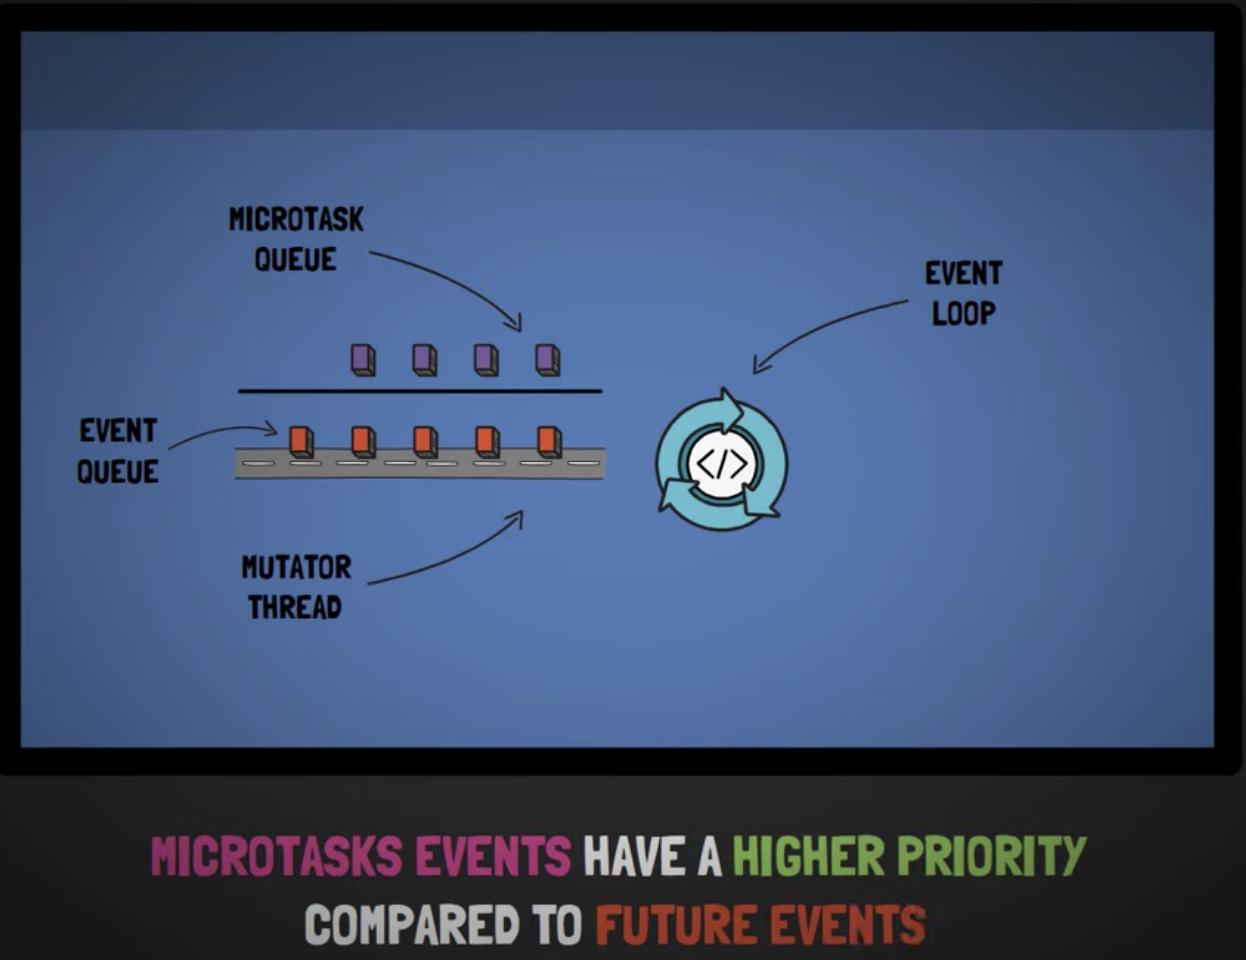 MICROTASK
QUEUE
EVENT
LOOP
EVENT
QUEUE
</>
MUTATOR
THREAD
MICROTASKS EVENTS HAVE A HIGHER PRIORITY
COMPARED TO FUTURE EVENTS